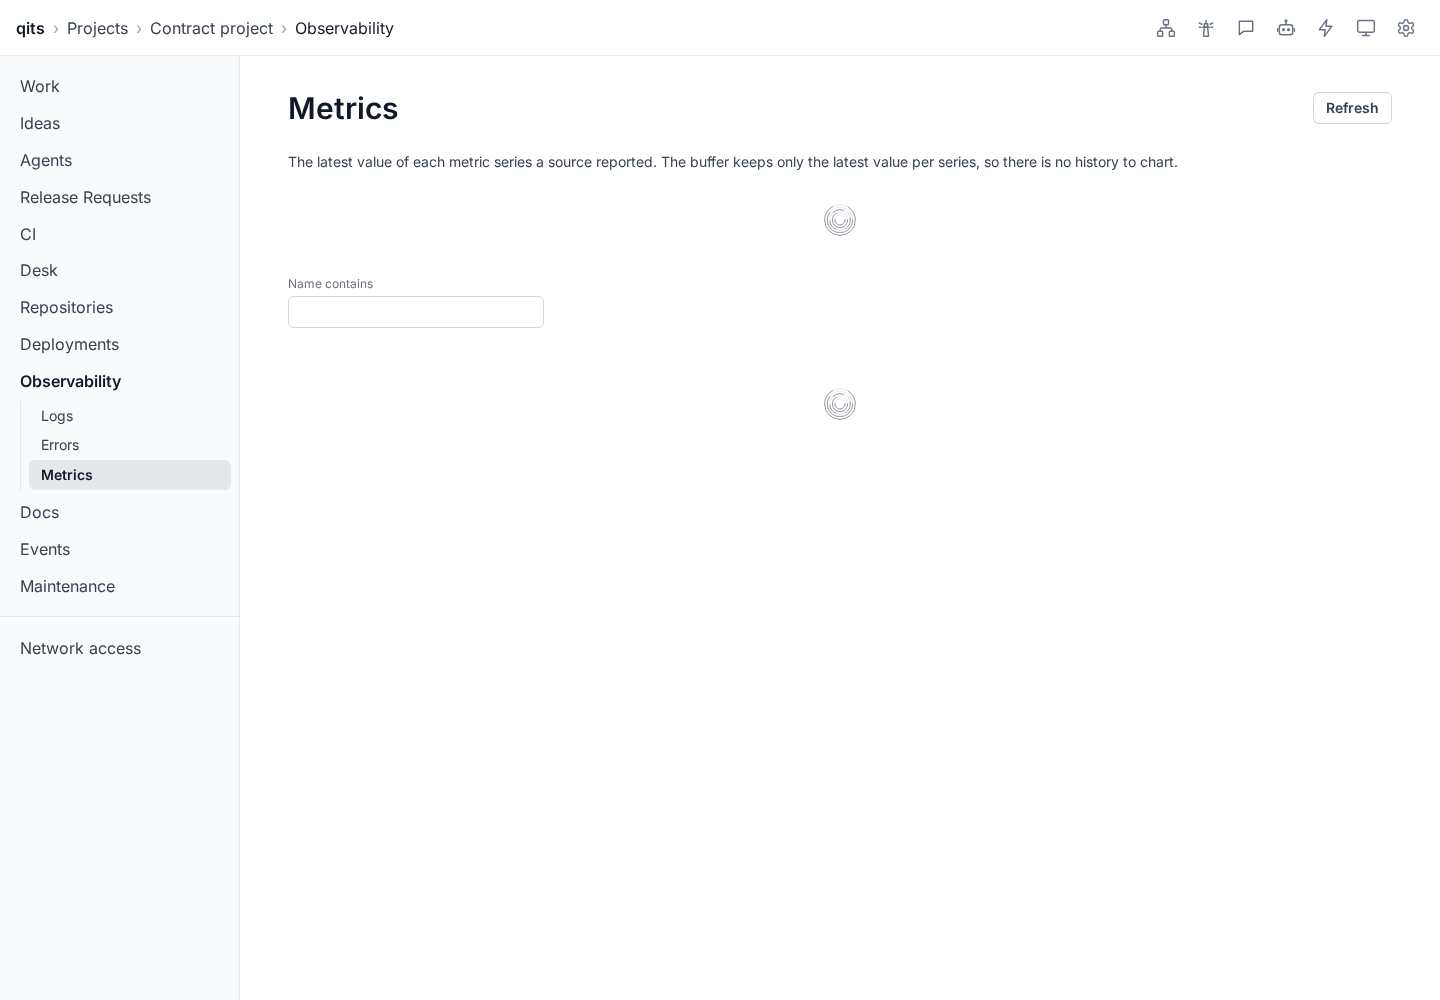 qits › Projects › Contract project › Observability
Work
Ideas
Agents
Release Requests
CI
Desk
Repositories
Deployments
Observability
Logs
Errors
Metrics
Docs
Events
Maintenance
Network access
Metrics
Refresh
The latest value of each metric series a source reported. The buffer keeps only the latest value per series, so there is no history to chart.
Name contains